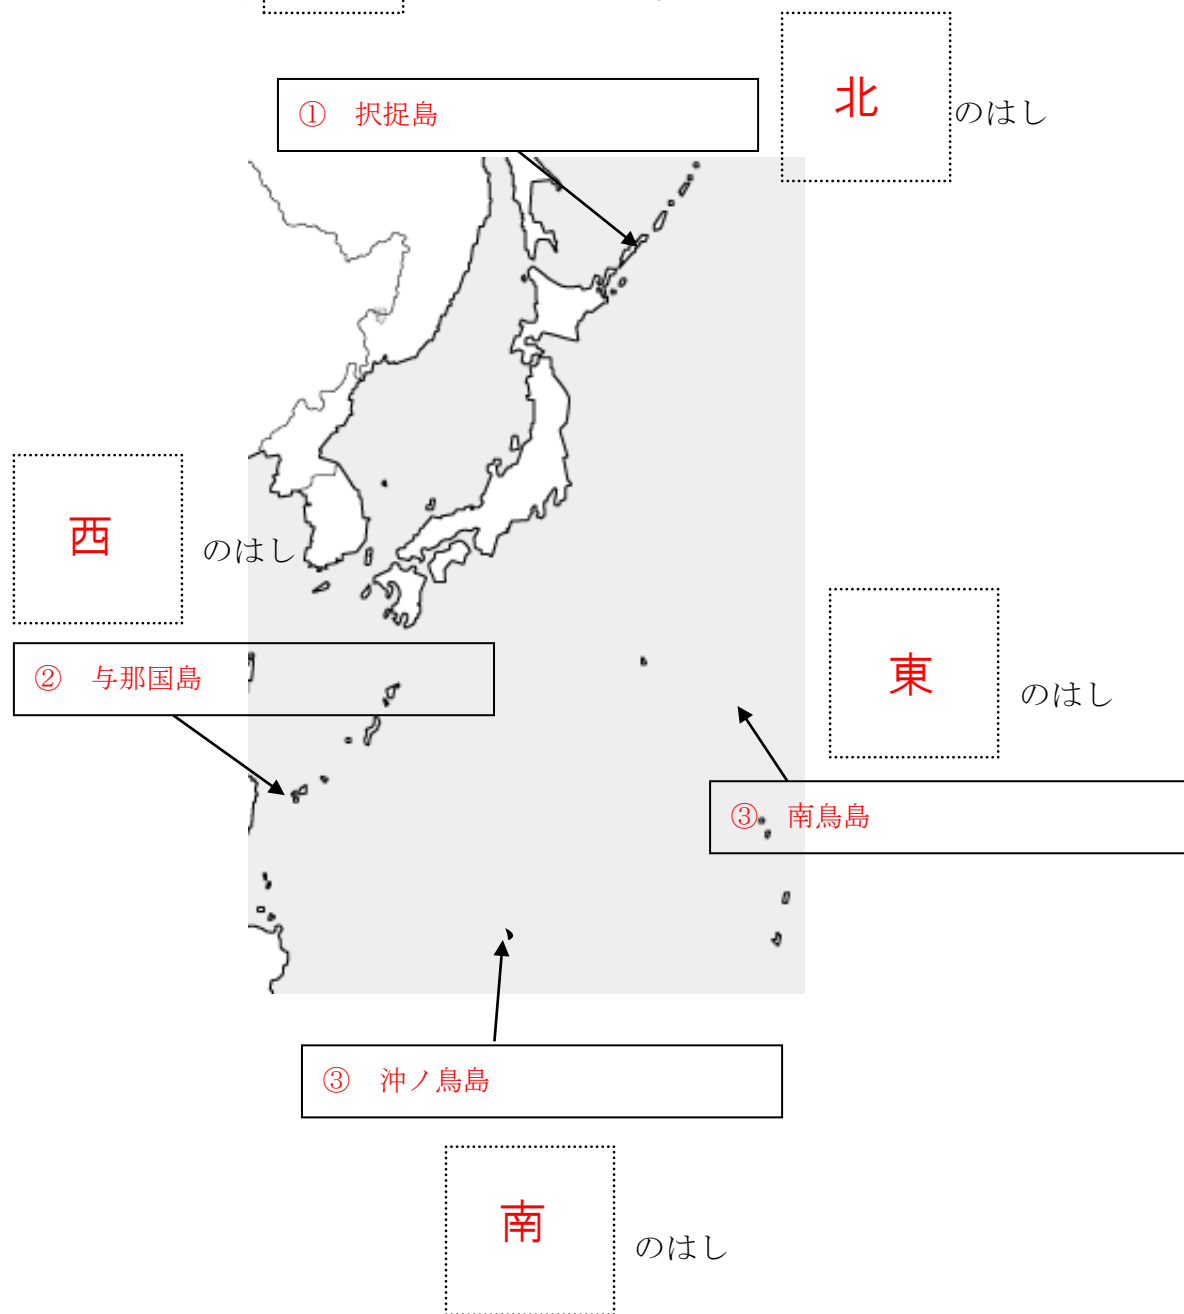 北
のはし
① 択捉島
西
のはし
② 与那国島
東
のはし
③ 南鳥島
③ 沖ノ鳥島
南
のはし